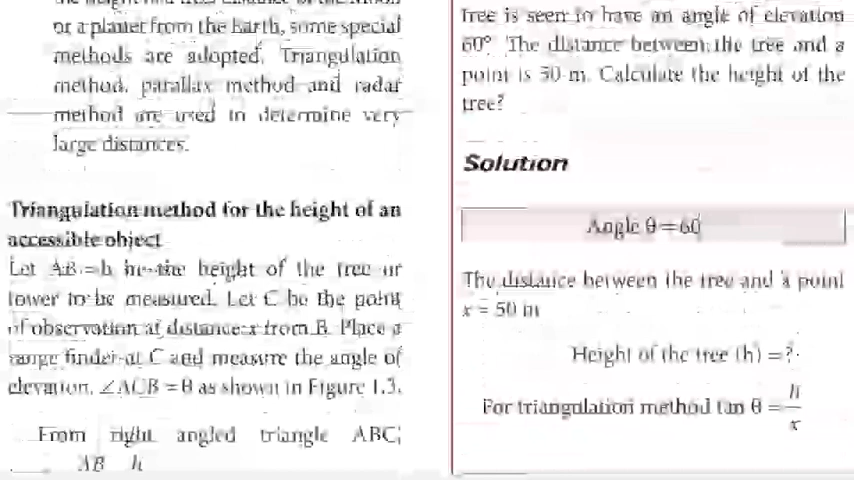 the height and
or a planet from the Earth, some special
methods are adopted. Triangulation
method, parallax method and radar
method are used to determine very
large distances.
Triangulation method for the height of an
accessible object
Let AB = h be the height of the tree or
tower to be measured. Let C be the point
of observation at distance x from B. Place a
range finder at C and measure the angle of
elevation, ∠ACB = θ as shown in Figure 1.3.
From right angled triangle ABC,
AB h
tree is seen to have an angle of elevation
60°. The distance between the tree and a
point is 50 m. Calculate the height of the
tree?
Solution
Angle θ = 60
The distance between the tree and a point
x = 50 m
Height of the tree (h) = ?
For triangulation method tan θ = h
x